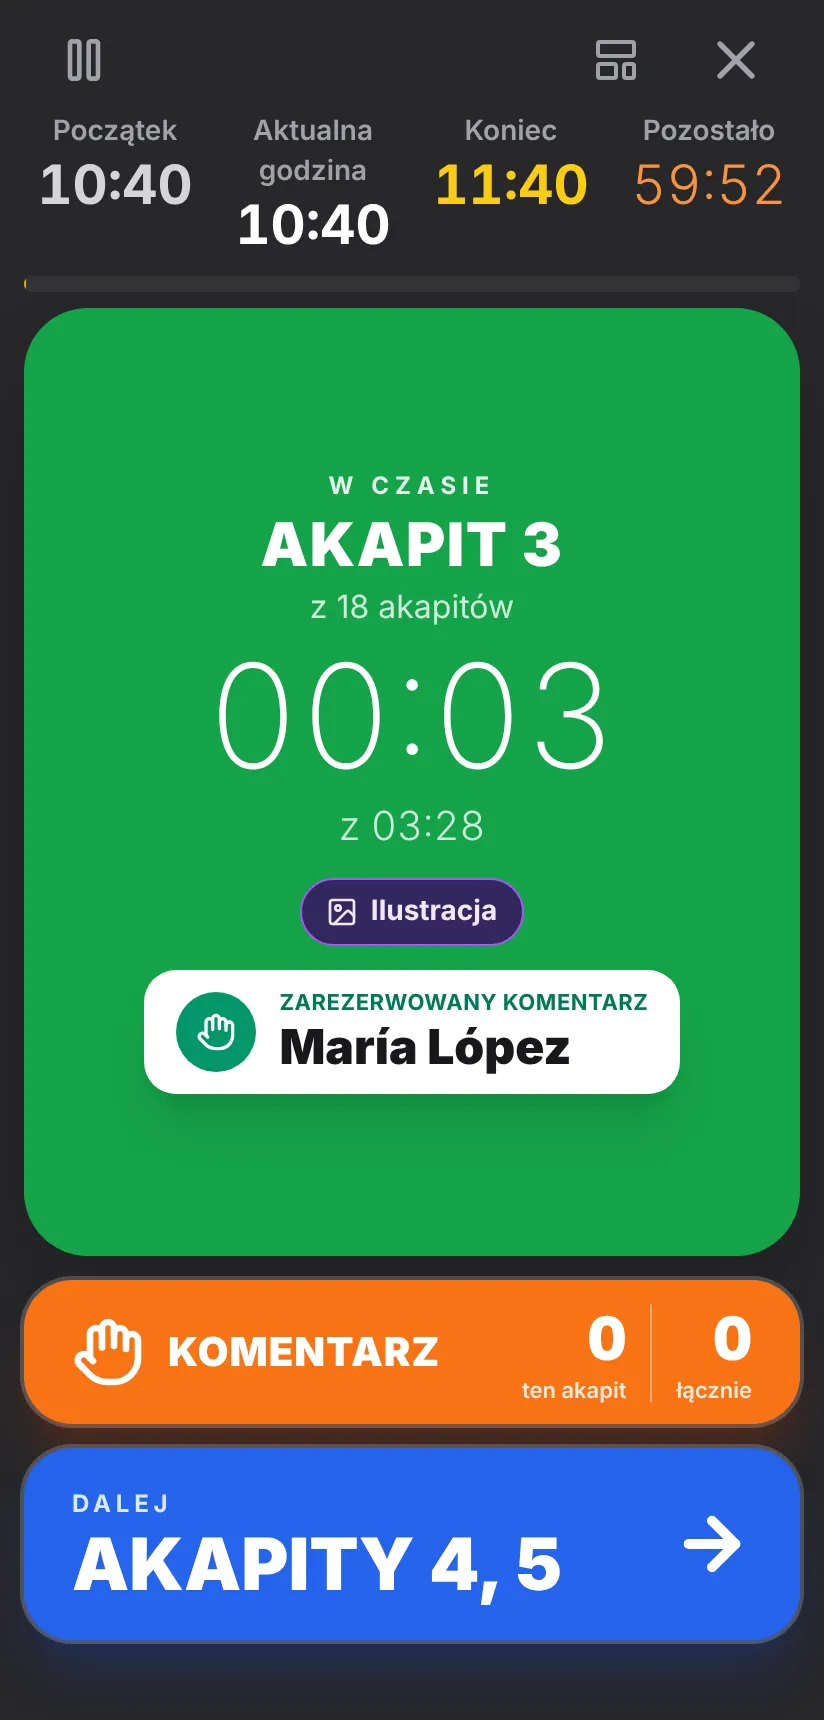 Początek
10:40
Aktualna
godzina
10:40
Koniec
11:40
Pozostało
59:52
W CZASIE
AKAPIT 3
z 18 akapitów
00:03
z 03:28
Ilustracja
ZAREZERWOWANY KOMENTARZ
María López
KOMENTARZ
0
ten akapit
0
łącznie
DALEJ
AKAPITY 4, 5